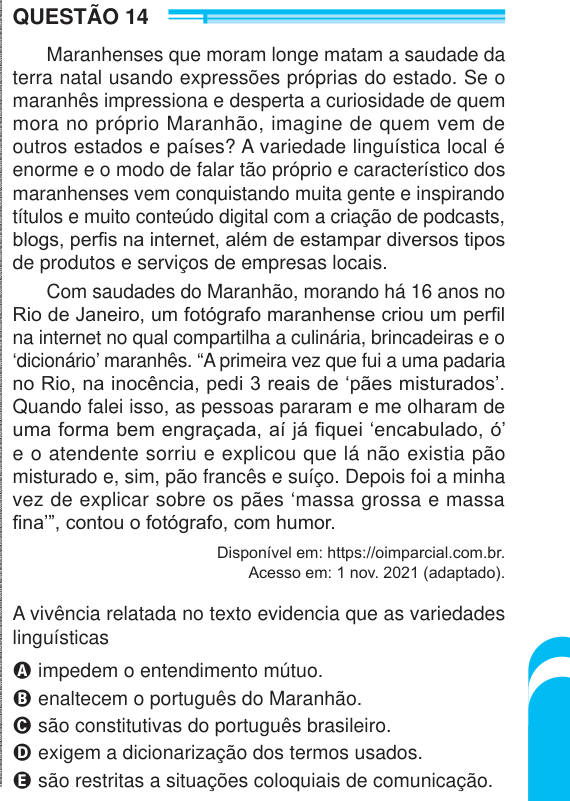 QUESTÃO 14
Maranhenses que moram longe matam a saudade da
terra natal usando expressões próprias do estado. Se o
maranhês impressiona e desperta a curiosidade de quem
mora no próprio Maranhão, imagine de quem vem de
outros estados e países? A variedade linguística local é
enorme e o modo de falar tão próprio e característico dos
maranhenses vem conquistando muita gente e inspirando
títulos e muito conteúdo digital com a criação de podcasts,
blogs, perfis na internet, além de estampar diversos tipos
de produtos e serviços de empresas locais.
Com saudades do Maranhão, morando há 16 anos no
Rio de Janeiro, um fotógrafo maranhense criou um perfil
na internet no qual compartilha a culinária, brincadeiras e o
‘dicionário’ maranhês. “A primeira vez que fui a uma padaria
no Rio, na inocência, pedi 3 reais de ‘pães misturados’.
Quando falei isso, as pessoas pararam e me olharam de
uma forma bem engraçada, aí já fiquei ‘encabulado, ó’
e o atendente sorriu e explicou que lá não existia pão
misturado e, sim, pão francês e suíço. Depois foi a minha
vez de explicar sobre os pães ‘massa grossa e massa
fina’”, contou o fotógrafo, com humor.
Disponível em: https://oimparcial.com.br.
Acesso em: 1 nov. 2021 (adaptado).
A vivência relatada no texto evidencia que as variedades
linguísticas
A impedem o entendimento mútuo.
B enaltecem o português do Maranhão.
C são constitutivas do português brasileiro.
D exigem a dicionarização dos termos usados.
E são restritas a situações coloquiais de comunicação.